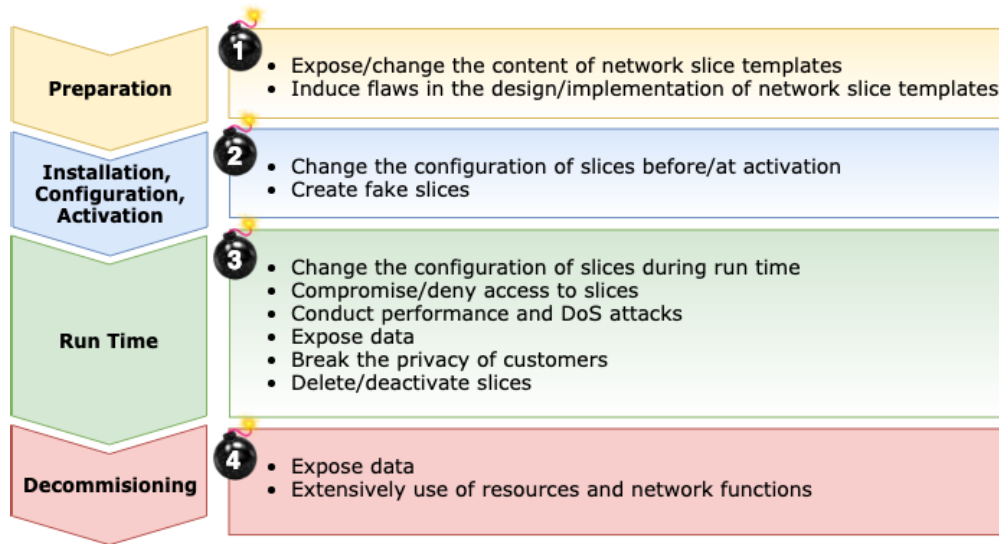 Preparation
1
• Expose/change the content of network slice templates
• Induce flaws in the design/implementation of network slice templates
Installation,
Configuration,
Activation
2
• Change the configuration of slices before/at activation
• Create fake slices
Run Time
3
• Change the configuration of slices during run time
• Compromise/deny access to slices
• Conduct performance and DoS attacks
• Expose data
• Break the privacy of customers
• Delete/deactivate slices
Decommisioning
4
• Expose data
• Extensively use of resources and network functions